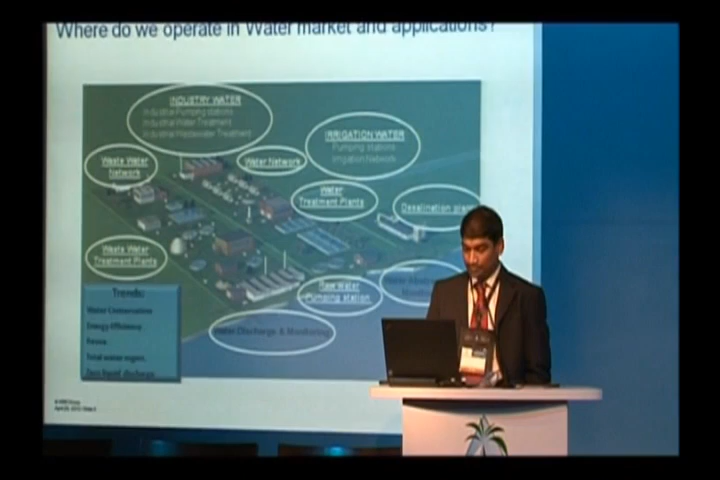 Where do we operate in Water market and applications?
INDUSTRY WATER
Industrial Pumping stations
Industrial Water Treatment
Industrial Wastewater Treatment
IRRIGATION WATER
Pumping stations
Irrigation Network
Waste Water
Network
Water Network
Water
Treatment Plants
Desalination plant
Waste Water
Treatment Plants
Raw Water
Pumping station
Water Discharge & Monitoring
Trends:
Water Conservation
Energy Efficiency
Reuse
Total water mgmt.
Zero liquid discharge